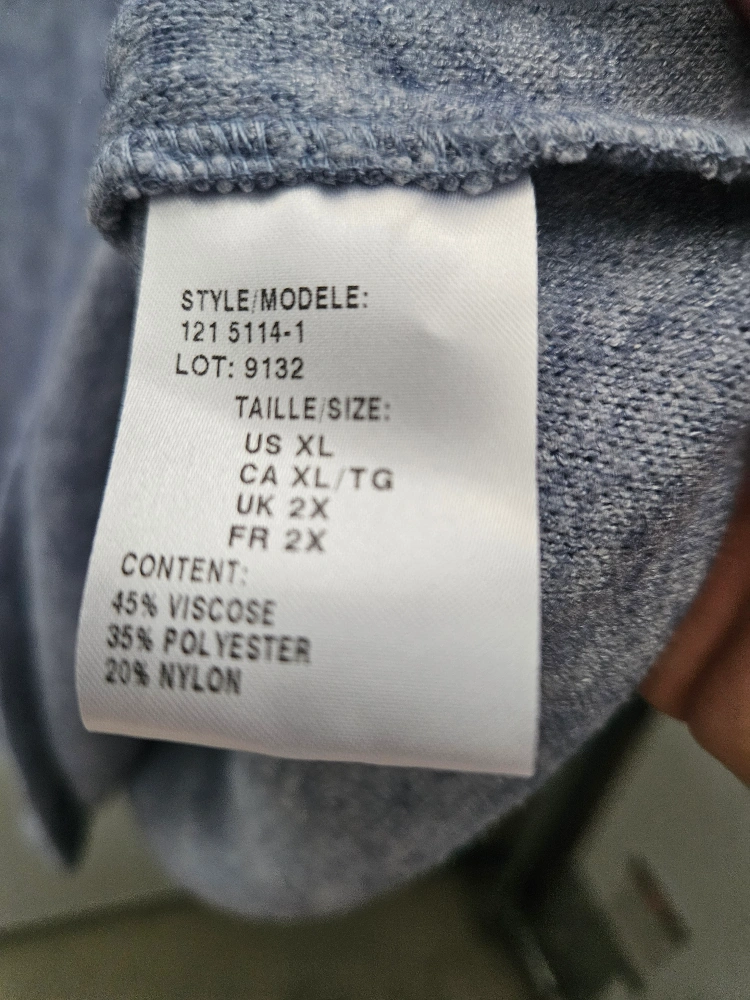 STYLE/MODELE:
121 5114-1
LOT: 9132
TAILLE/SIZE:
US XL
CA XL/TG
UK 2X
FR 2X
CONTENT:
45% VISCOSE
35% POLYESTER
20% NYLON